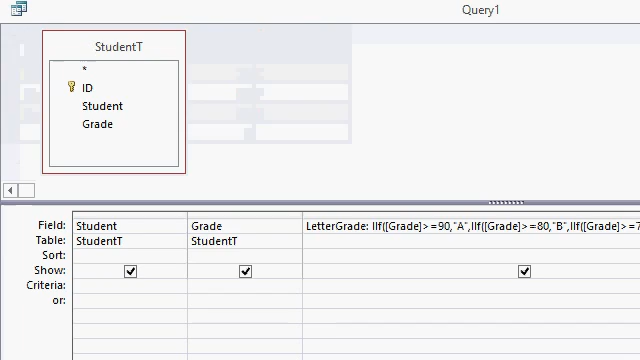 Query1
StudentT
*
ID
Student
Grade
Field: Student Grade LetterGrade: IIf([Grade]>=90,"A",IIf([Grade]>=80,"B",IIf([Grade]>=7
Table: StudentT StudentT
Sort:
Show:
Criteria:
or: